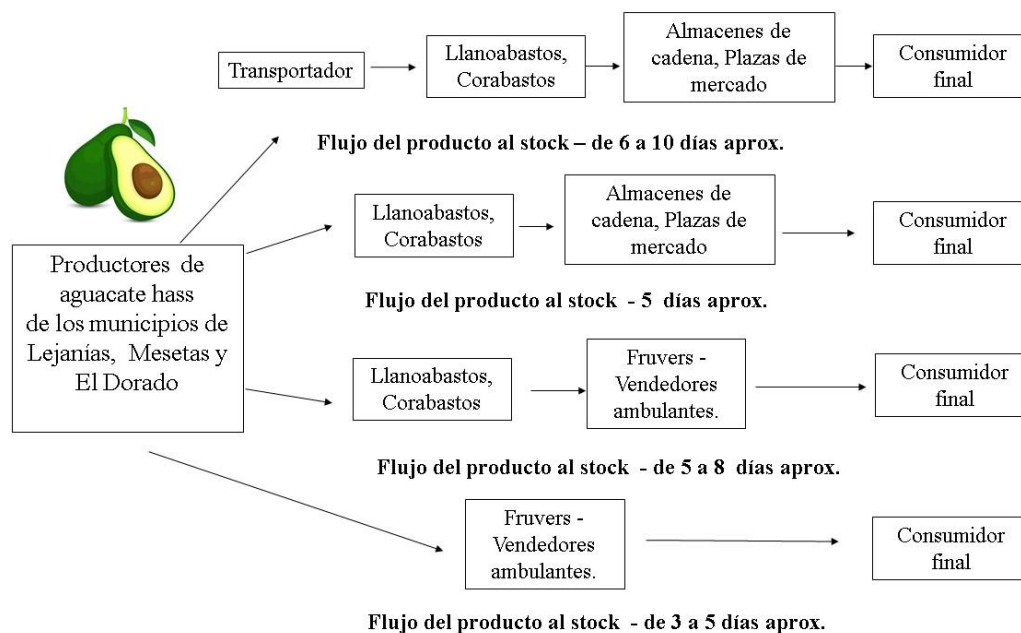 Transportador
Llanoabastos,
Corabastos
Almacenes de
cadena, Plazas de
mercado
Consumidor
final
Flujo del producto al stock – de 6 a 10 días aprox.
Productores de
aguacate hass
de los municipios de
Lejanías, Mesetas y
El Dorado
Llanoabastos,
Corabastos
Almacenes de
cadena, Plazas de
mercado
Consumidor
final
Flujo del producto al stock - 5 días aprox.
Llanoabastos,
Corabastos
Fruvers -
Vendedores
ambulantes.
Consumidor
final
Flujo del producto al stock - de 5 a 8 días aprox.
Fruvers -
Vendedores
ambulantes.
Consumidor
final
Flujo del producto al stock - de 3 a 5 días aprox.